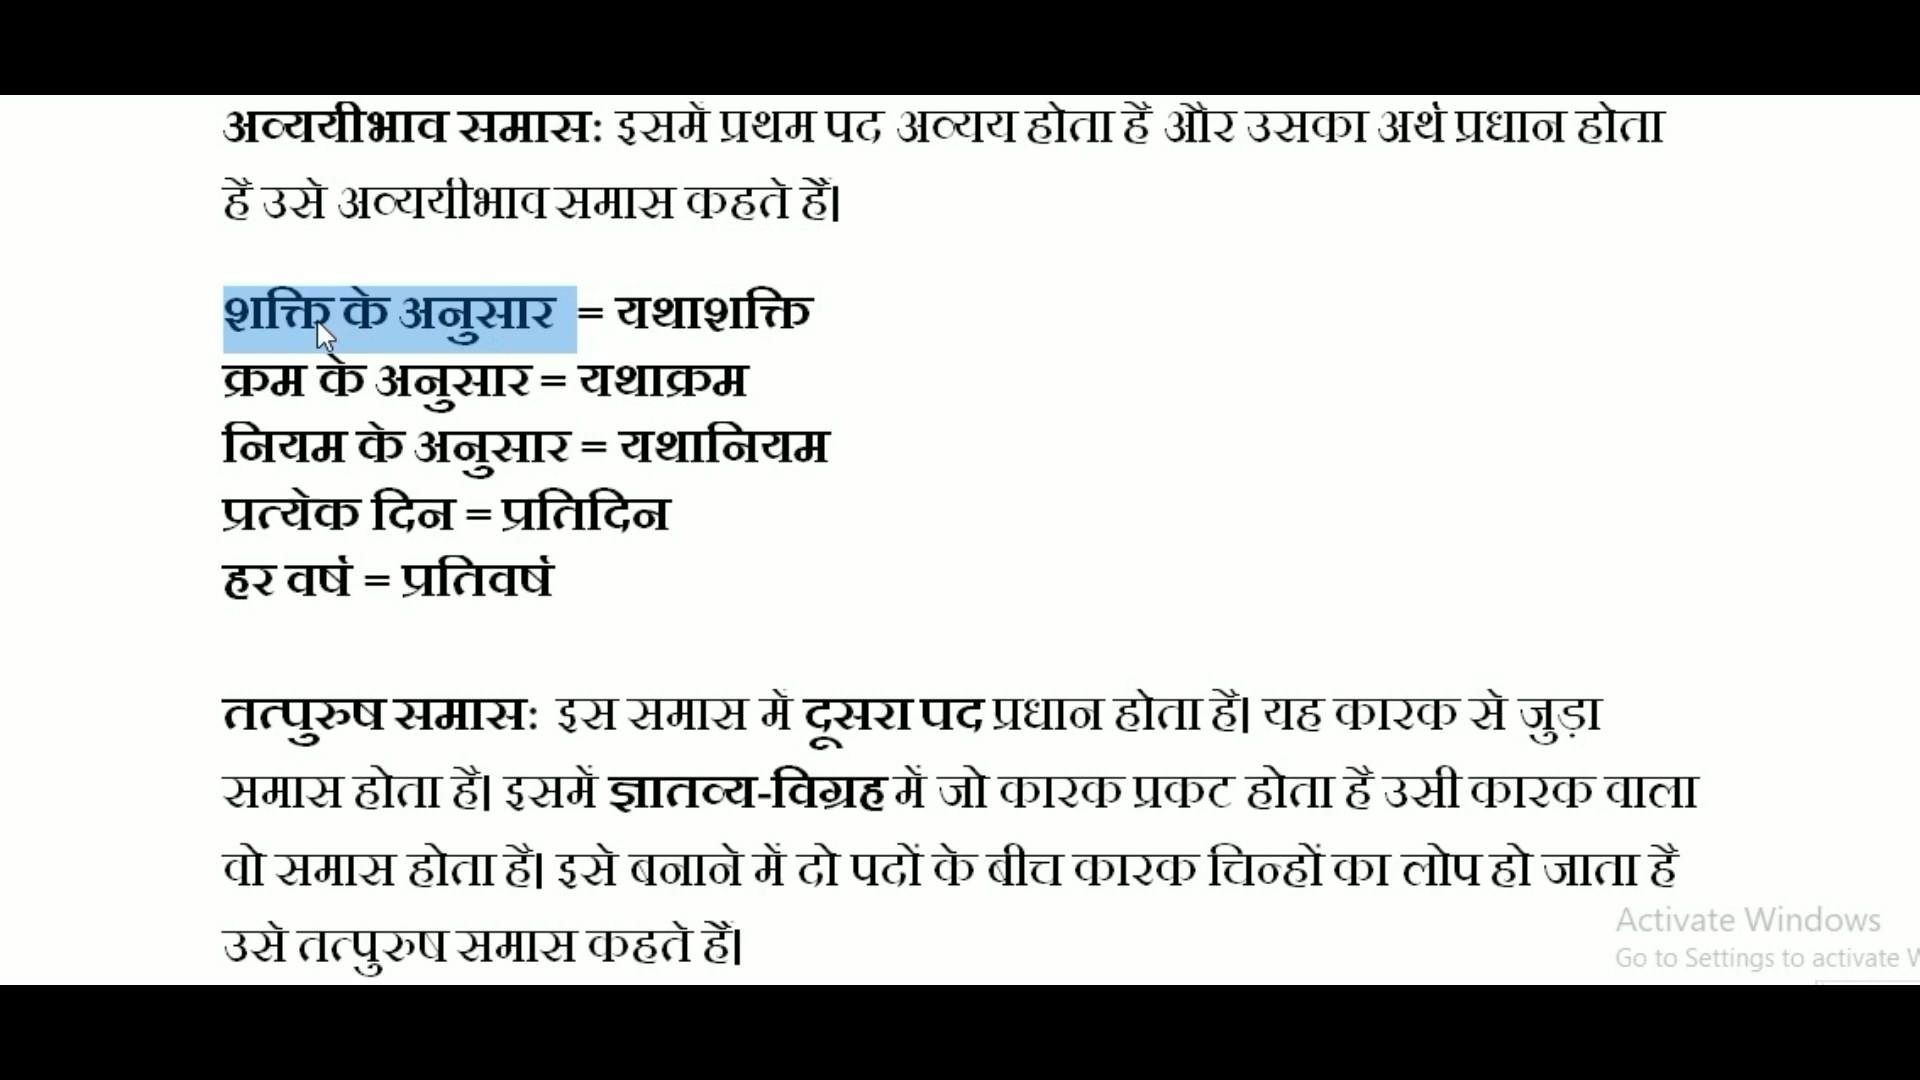 अव्ययीभाव समास: इसमें प्रथम पद अव्यय होता है और उसका अर्थ प्रधान होता
है उसे अव्ययीभाव समास कहते हैं।
शक्ति के अनुसार = यथाशक्ति
क्रम के अनुसार = यथाक्रम
नियम के अनुसार = यथानियम
प्रत्येक दिन = प्रतिदिन
हर वर्ष = प्रतिवर्ष
तत्पुरुष समास: इस समास में दूसरा पद प्रधान होता है। यह कारक से जुड़ा
समास होता है। इसमें ज्ञातव्य-विग्रह में जो कारक प्रकट होता है उसी कारक वाला
वो समास होता है। इसे बनाने में दो पदों के बीच कारक चिन्हों का लोप हो जाता है
उसे तत्पुरुष समास कहते हैं।
Activate Windows
Go to Settings to activate W